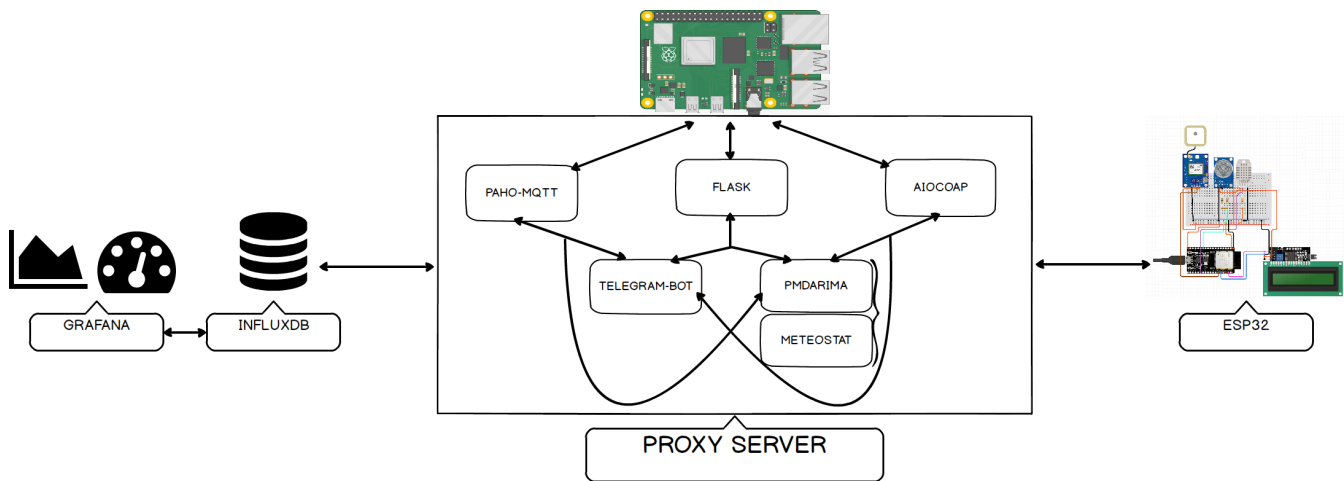 PAHO-MQTT
FLASK
AIOCOAP
TELEGRAM-BOT
PMDARIMA
METEOSTAT
GRAFANA
INFLUXDB
ESP32
PROXY SERVER